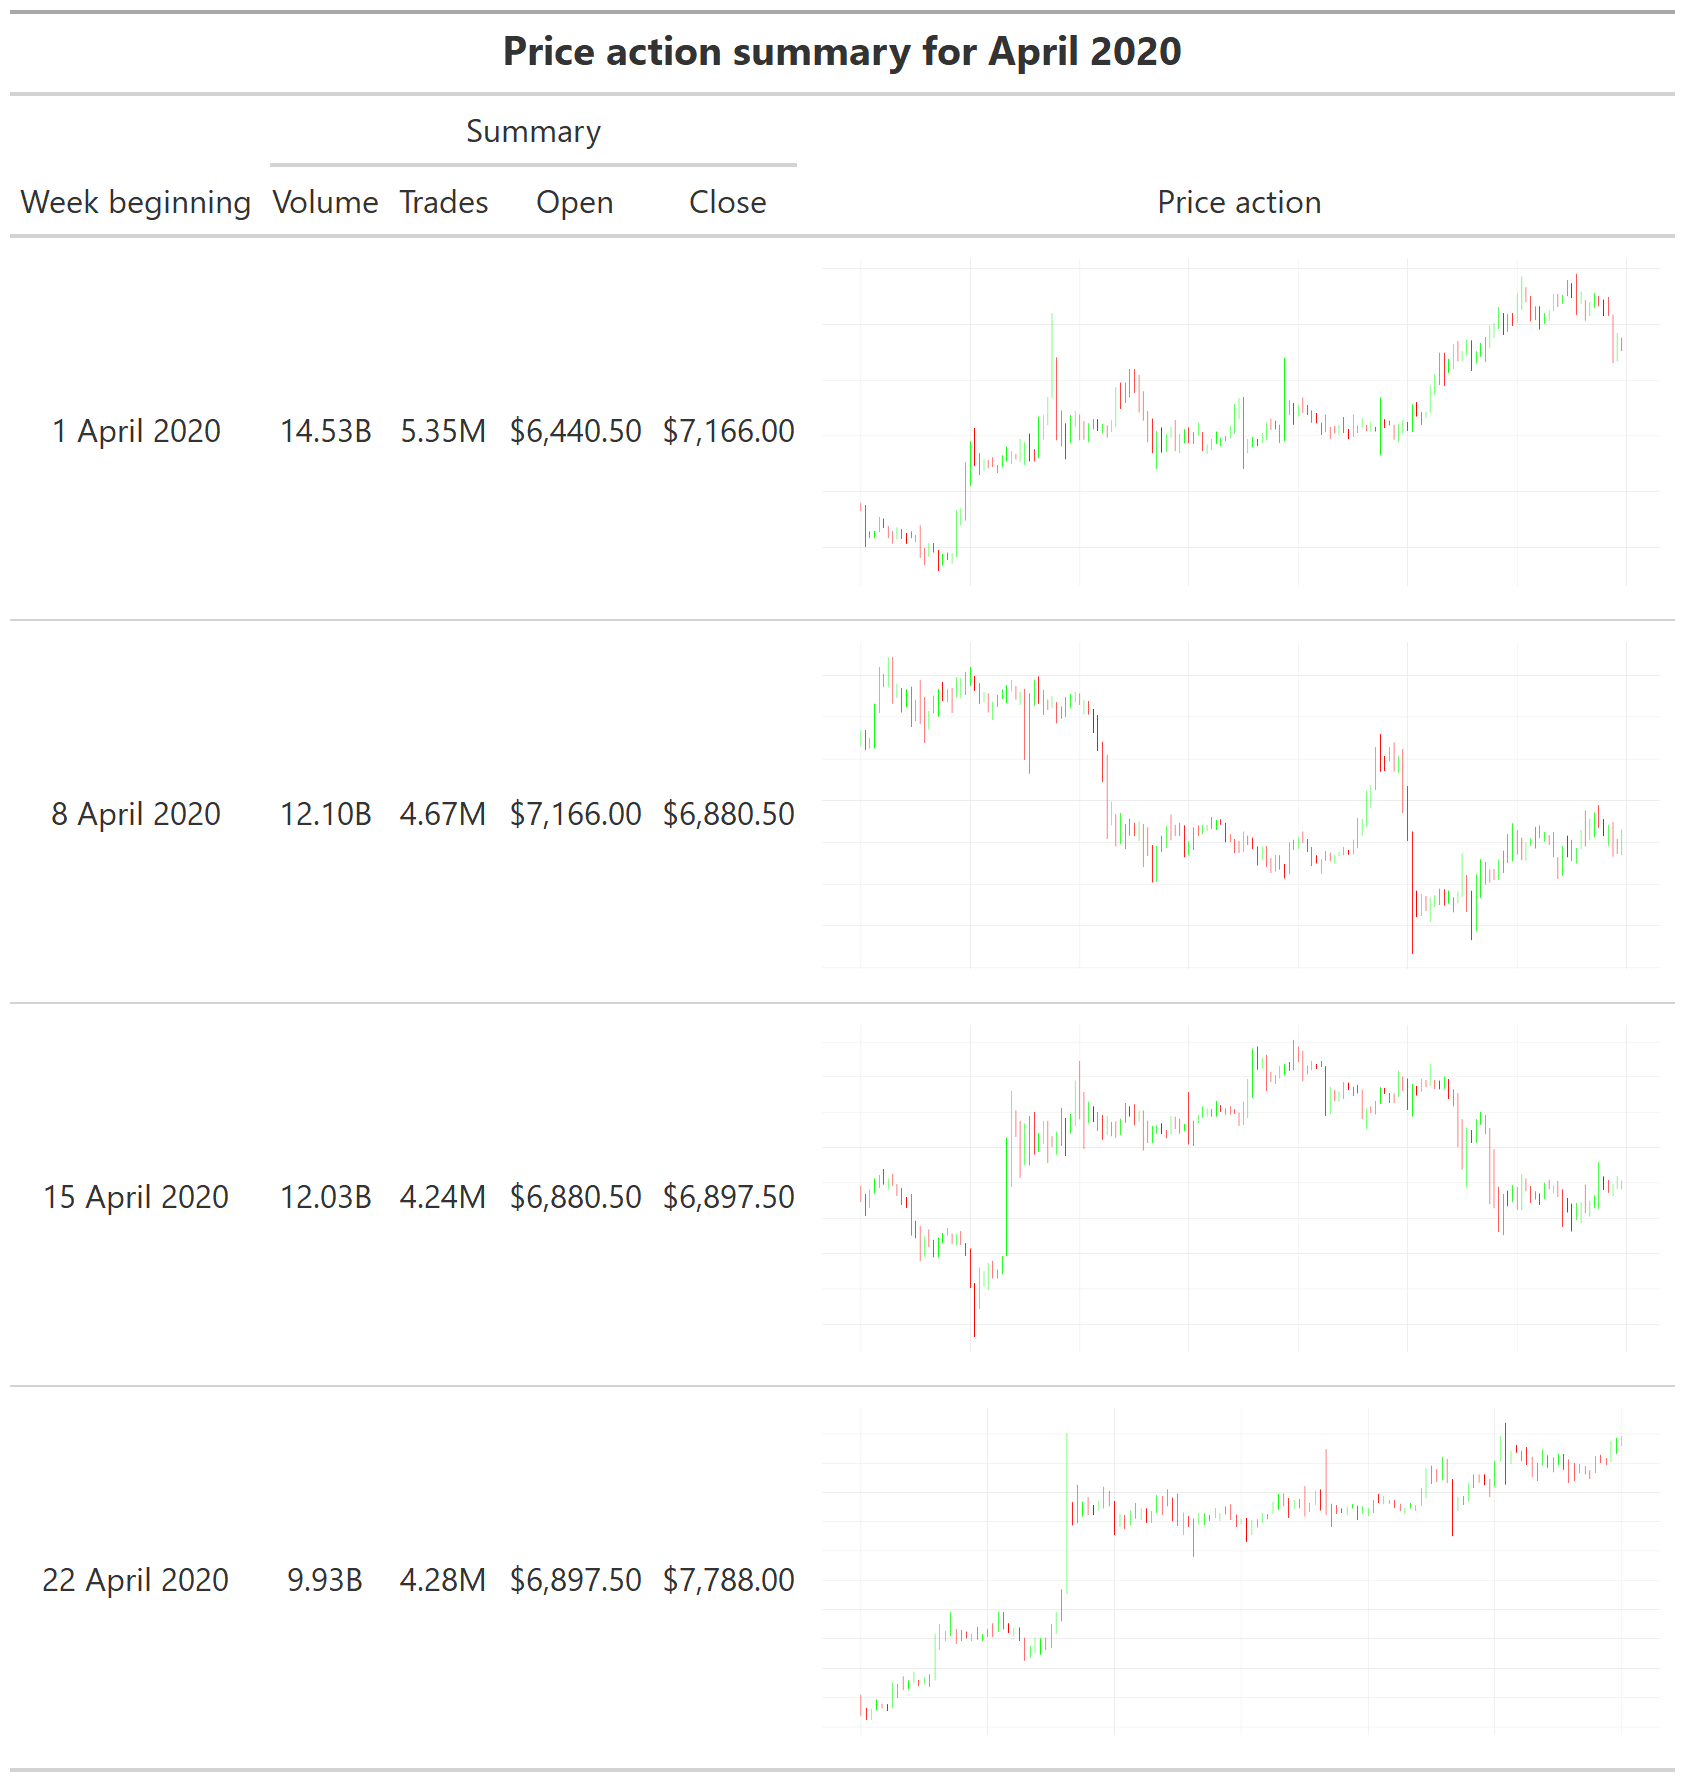 Price action summary for April 2020
Summary
Week beginning Volume Trades Open Close Price action
1 April 2020 14.53B 5.35M $6,440.50 $7,166.00
8 April 2020 12.10B 4.67M $7,166.00 $6,880.50
15 April 2020 12.03B 4.24M $6,880.50 $6,897.50
22 April 2020 9.93B 4.28M $6,897.50 $7,788.00